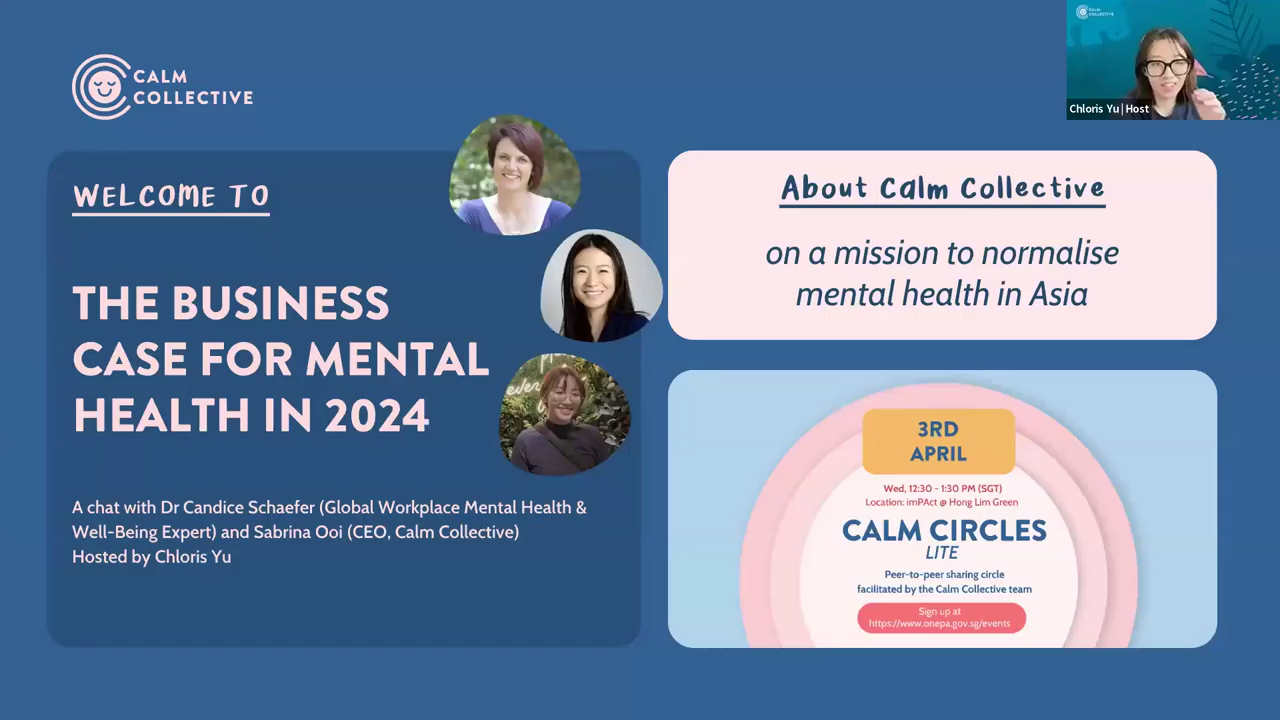 CALM
COLLECTIVE
WELCOME TO
THE BUSINESS
CASE FOR MENTAL
HEALTH IN 2024
A chat with Dr Candice Schaefer (Global Workplace Mental Health &
Well-Being Expert) and Sabrina Ooi (CEO, Calm Collective)
Hosted by Chloris Yu
CALM
COLLECTIVE
Chloris Yu | Host
About Calm Collective
on a mission to normalise
mental health in Asia
3RD
APRIL
Wed, 12:30 - 1:30 PM (SGT)
Location: imPAct @ Hong Lim Green
CALM CIRCLES
LITE
Peer-to-peer sharing circle
facilitated by the Calm Collective team
Sign up at
https://www.onepa.gov.sg/events